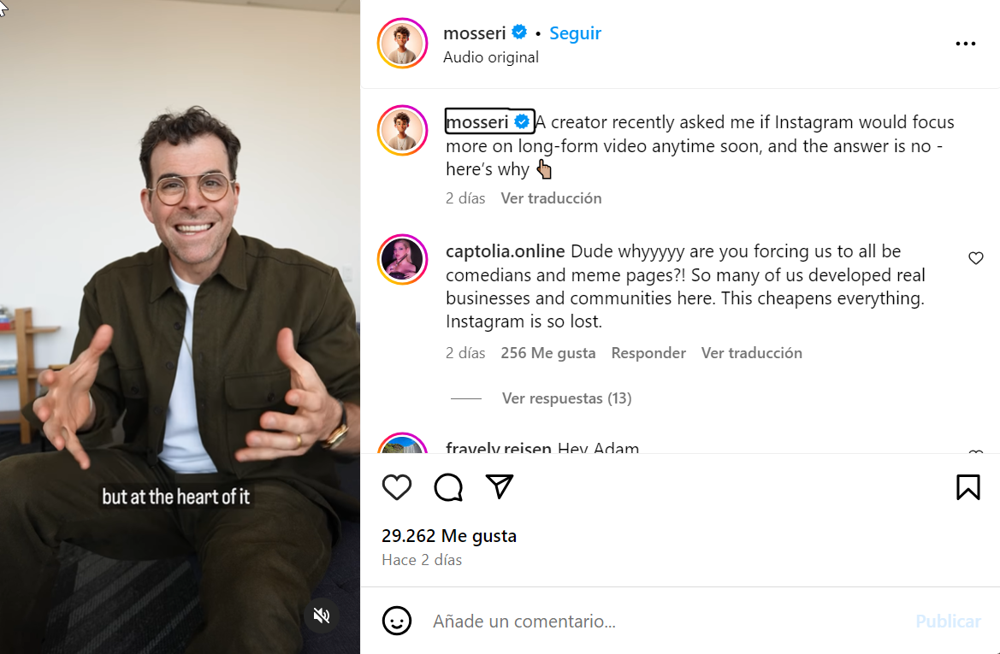 mosseri • Seguir
Audio original
mosseri A creator recently asked me if Instagram would focus
more on long-form video anytime soon, and the answer is no -
here’s why 👆🏼
2 días Ver traducción
captolia.online Dude whyyyyy are you forcing us to all be
comedians and meme pages?! So many of us developed real
businesses and communities here. This cheapens everything.
Instagram is so lost.
2 días 256 Me gusta Responder Ver traducción
Ver respuestas (13)
fravely.reisen Hey Adam
but at the heart of it
29.262 Me gusta
Hace 2 días
Añade un comentario...
Publicar